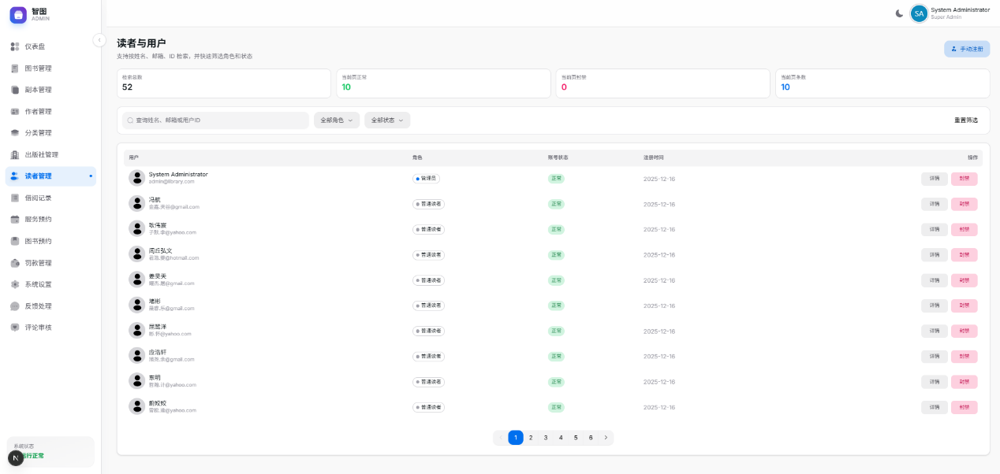 智图
ADMIN
仪表盘
图书管理
副本管理
作者管理
分类管理
出版社管理
读者管理
借阅记录
服务预约
图书预约
罚款管理
系统设置
反馈处理
评论审核
系统状态
运行正常
N
SA
System Administrator
Super Admin
读者与用户
支持按姓名、邮箱、ID 检索，并快速筛选角色和状态
手动注册
检索总数
52
当前页正常
10
当前页封禁
0
当前页条数
10
查询姓名、邮箱或用户ID
全部角色
全部状态
重置筛选
用户 角色 账号状态 注册时间 操作
System Administrator
admin@library.com
管理员 正常 2025-12-16 详情 封禁
冯航
@gmail.com
普通读者 正常 2025-12-16 详情 封禁
耿伟宸
@yahoo.com
普通读者 正常 2025-12-16 详情 封禁
闾丘弘文
@hotmail.com
普通读者 正常 2025-12-16 详情 封禁
姜昊天
@gmail.com
普通读者 正常 2025-12-16 详情 封禁
堵彬
@gmail.com
普通读者 正常 2025-12-16 详情 封禁
屈鹭洋
彬.怀@yahoo.com
普通读者 正常 2025-12-16 详情 封禁
应浩轩
@gmail.com
普通读者 正常 2025-12-16 详情 封禁
东明
哲瀚.计@yahoo.com
普通读者 正常 2025-12-16 详情 封禁
蔚姣姣
@yahoo.com
普通读者 正常 2025-12-16 详情 封禁
1 2 3 4 5 6